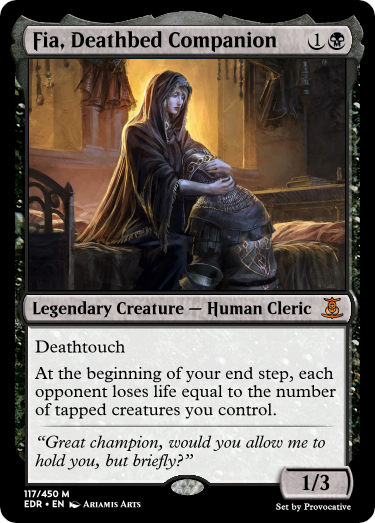 Fia, Deathbed Companion 1
Legendary Creature — Human Cleric
Deathtouch
At the beginning of your end step, each
opponent loses life equal to the number
of tapped creatures you control.
“Great champion, would you allow me to
hold you, but briefly?”
1/3
117/450 M
EDR • EN Ariamis Arts
Set by Provocative